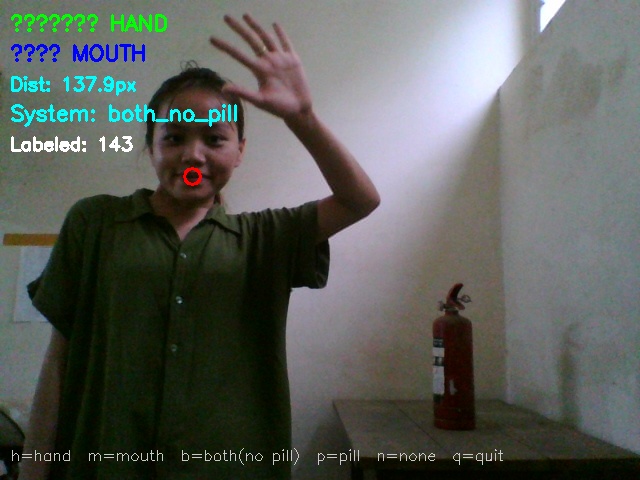 ??????? HAND
???? MOUTH
Dist: 137.9px
System: both_no_pill
Labeled: 143
h=hand m=mouth b=both(no pill) p=pill n=none q=quit